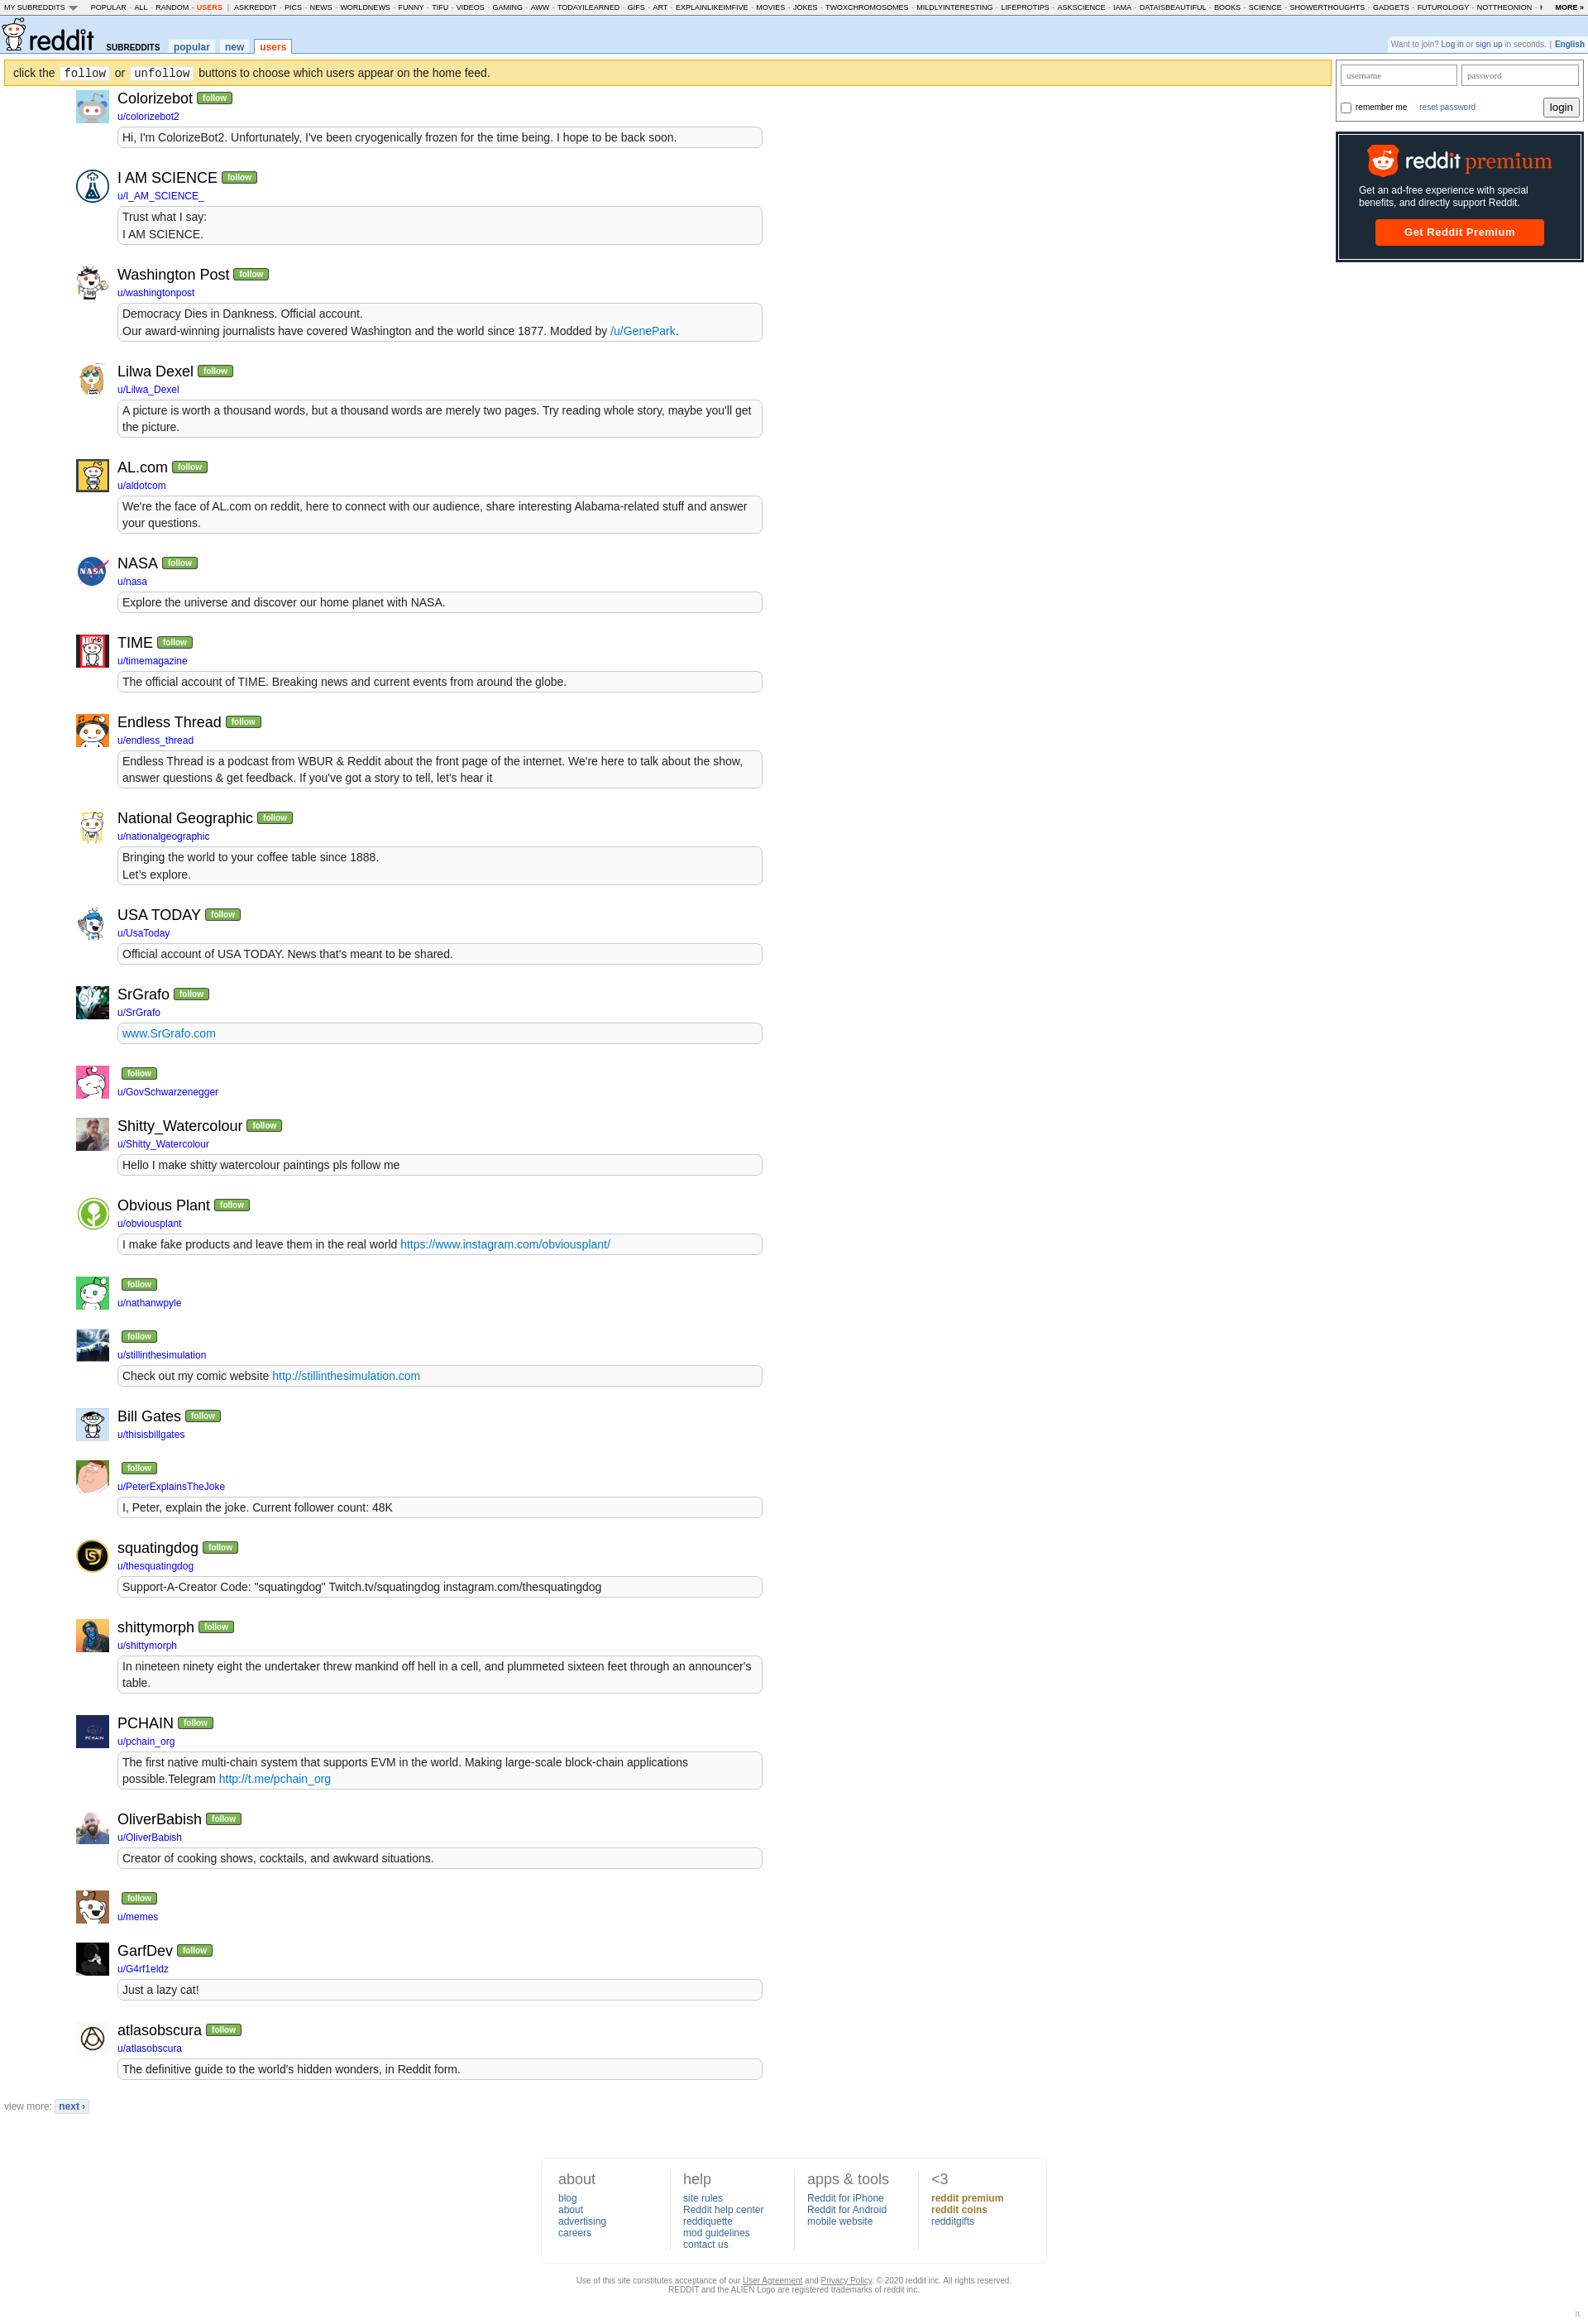 MY SUBREDDITS POPULAR - ALL - RANDOM - USERS | ASKREDDIT - PICS - NEWS - WORLDNEWS - FUNNY - TIFU - VIDEOS - GAMING - AWW - TODAYILEARNED - GIFS - ART - EXPLAINLIKEIMFIVE - MOVIES - JOKES - TWOXCHROMOSOMES - MILDLYINTERESTING - LIFEPROTIPS - ASKSCIENCE - IAMA - DATAISBEAUTIFUL - BOOKS - SCIENCE - SHOWERTHOUGHTS - GADGETS - FUTUROLOGY - NOTTHEONION - MORE »
reddit SUBREDDITS popular new users
Want to join? Log in or sign up in seconds. | English
click the follow or unfollow buttons to choose which users appear on the home feed.
username password
remember me reset password login
reddit premium
Get an ad-free experience with special
benefits, and directly support Reddit.
Get Reddit Premium
Colorizebot follow
u/colorizebot2
Hi, I'm ColorizeBot2. Unfortunately, I've been cryogenically frozen for the time being. I hope to be back soon.
I AM SCIENCE follow
u/I_AM_SCIENCE_
Trust what I say:
I AM SCIENCE.
Washington Post follow
u/washingtonpost
Democracy Dies in Dankness. Official account.
Our award-winning journalists have covered Washington and the world since 1877. Modded by /u/GenePark.
Lilwa Dexel follow
u/Lilwa_Dexel
A picture is worth a thousand words, but a thousand words are merely two pages. Try reading whole story, maybe you'll get
the picture.
AL.com follow
u/aldotcom
We're the face of AL.com on reddit, here to connect with our audience, share interesting Alabama-related stuff and answer
your questions.
NASA
NASA follow
u/nasa
Explore the universe and discover our home planet with NASA.
TIME follow
u/timemagazine
The official account of TIME. Breaking news and current events from around the globe.
Endless Thread follow
u/endless_thread
Endless Thread is a podcast from WBUR & Reddit about the front page of the internet. We're here to talk about the show,
answer questions & get feedback. If you've got a story to tell, let's hear it
National Geographic follow
u/nationalgeographic
Bringing the world to your coffee table since 1888.
Let’s explore.
USA TODAY follow
u/UsaToday
Official account of USA TODAY. News that's meant to be shared.
SrGrafo follow
u/SrGrafo
www.SrGrafo.com
follow
u/GovSchwarzenegger
Shitty_Watercolour follow
u/Shitty_Watercolour
Hello I make shitty watercolour paintings pls follow me
Obvious Plant follow
u/obviousplant
I make fake products and leave them in the real world https://www.instagram.com/obviousplant/
follow
u/nathanwpyle
follow
u/stillinthesimulation
Check out my comic website http://stillinthesimulation.com
Bill Gates follow
u/thisisbillgates
follow
u/PeterExplainsTheJoke
I, Peter, explain the joke. Current follower count: 48K
squatingdog follow
u/thesquatingdog
Support-A-Creator Code: "squatingdog" Twitch.tv/squatingdog instagram.com/thesquatingdog
shittymorph follow
u/shittymorph
In nineteen ninety eight the undertaker threw mankind off hell in a cell, and plummeted sixteen feet through an announcer's
table.
PCHAIN
PCHAIN follow
u/pchain_org
The first native multi-chain system that supports EVM in the world. Making large-scale block-chain applications
possible.Telegram http://t.me/pchain_org
OliverBabish follow
u/OliverBabish
Creator of cooking shows, cocktails, and awkward situations.
follow
u/memes
GarfDev follow
u/G4rf1eldz
Just a lazy cat!
atlasobscura follow
u/atlasobscura
The definitive guide to the world's hidden wonders, in Reddit form.
view more: next ›
about
blog
about
advertising
careers
help
site rules
Reddit help center
reddiquette
mod guidelines
contact us
apps & tools
Reddit for iPhone
Reddit for Android
mobile website
<3
reddit premium
reddit coins
redditgifts
Use of this site constitutes acceptance of our User Agreement and Privacy Policy. © 2020 reddit inc. All rights reserved.
REDDIT and the ALIEN Logo are registered trademarks of reddit inc.
π